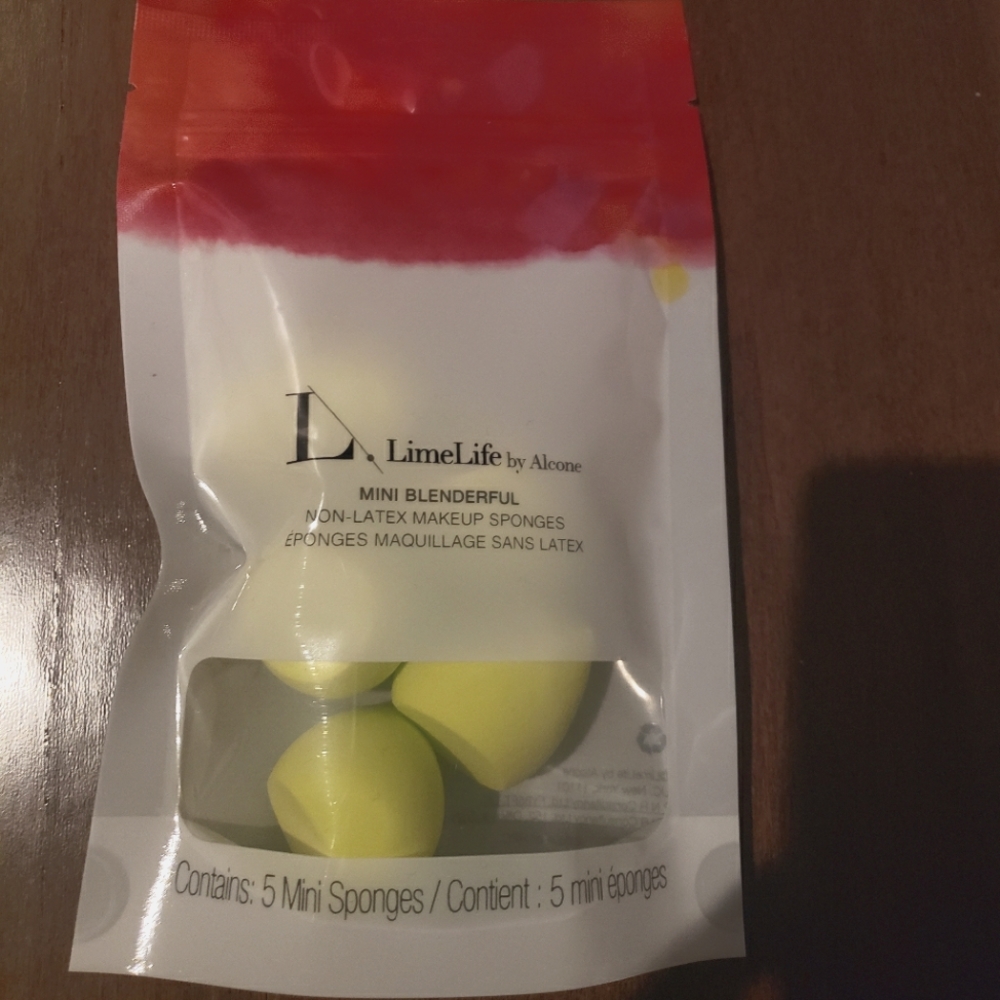 L.
LimeLife by Alcone
MINI BLENDERFUL
NON-LATEX MAKEUP SPONGES
ÉPONGES MAQUILLAGE SANS LATEX
Contains: 5 Mini Sponges / Contient : 5 mini éponges